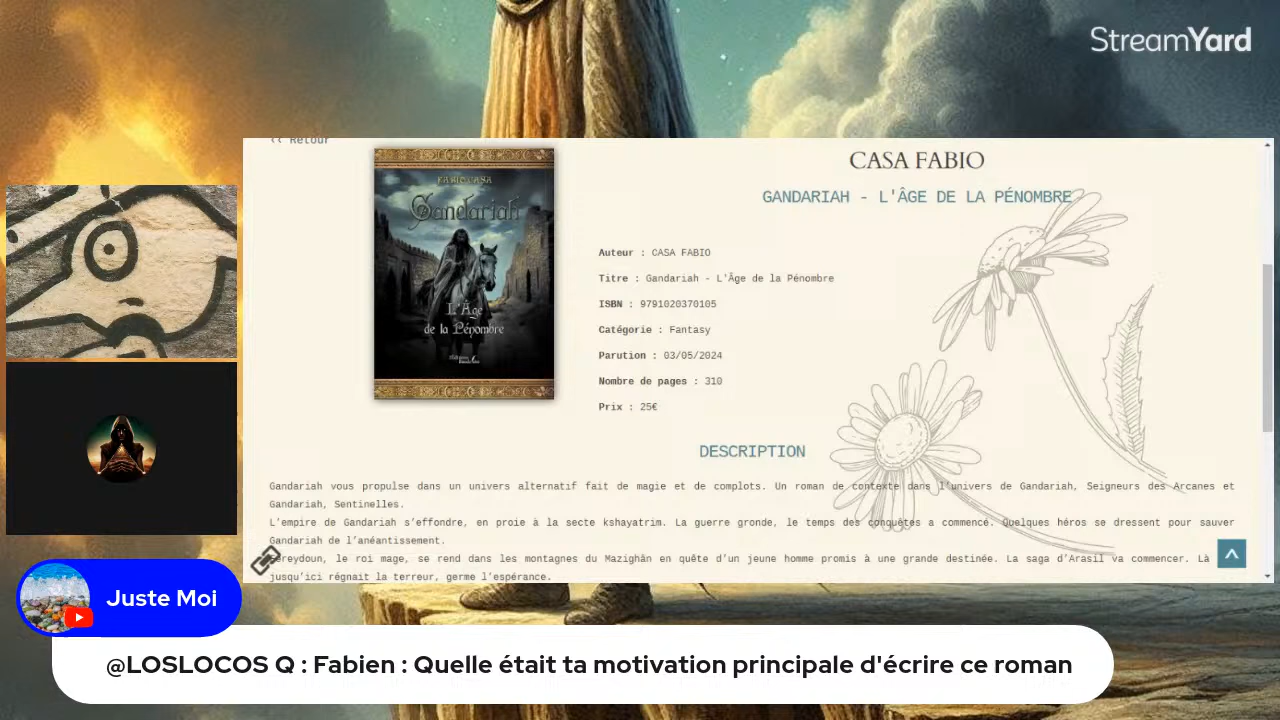 StreamYard
‹‹ Retour
CASA FABIO
GANDARIAH - L'ÂGE DE LA PÉNOMBRE
FABIO CASA
Gandariah
L'Âge
de la Pénombre
Auteur : CASA FABIO
Titre : Gandariah - L'Âge de la Pénombre
ISBN : 9791020370105
Catégorie : Fantasy
Parution : 03/05/2024
Nombre de pages : 310
Prix : 25€
DESCRIPTION
Gandariah vous propulse dans un univers alternatif fait de magie et de complots. Un roman de contexte dans l'univers de Gandariah, Seigneurs des Arcanes et
Gandariah, Sentinelles.
L'empire de Gandariah s'effondre, en proie à la secte kshayatrim. La guerre gronde, le temps des conquêtes a commencé. Quelques héros se dressent pour sauver
Gandariah de l'anéantissement.
Fereydoun, le roi mage, se rend dans les montagnes du Mazighân en quête d'un jeune homme promis à une grande destinée. La saga d'Arasil va commencer. Là
jusqu'ici régnait la terreur, germe l'espérance.
Juste Moi
@LOSLOCOS Q : Fabien : Quelle était ta motivation principale d'écrire ce roman